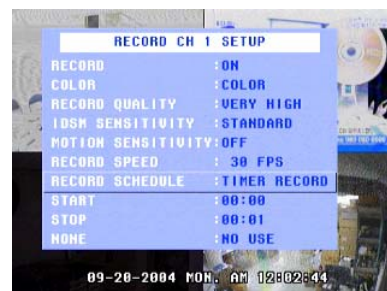 RECORD CH 1 SETUP
RECORD :ON
COLOR :COLOR
RECORD QUALITY :VERY HIGH
IDSM SENSITIVITY :STANDARD
MOTION SENSITIVITY:OFF
RECORD SPEED : 30 FPS
RECORD SCHEDULE :TIMER RECORD
START :00:00
STOP :00:01
NONE :NO USE
09-20-2004 MON. AM 12:02:44